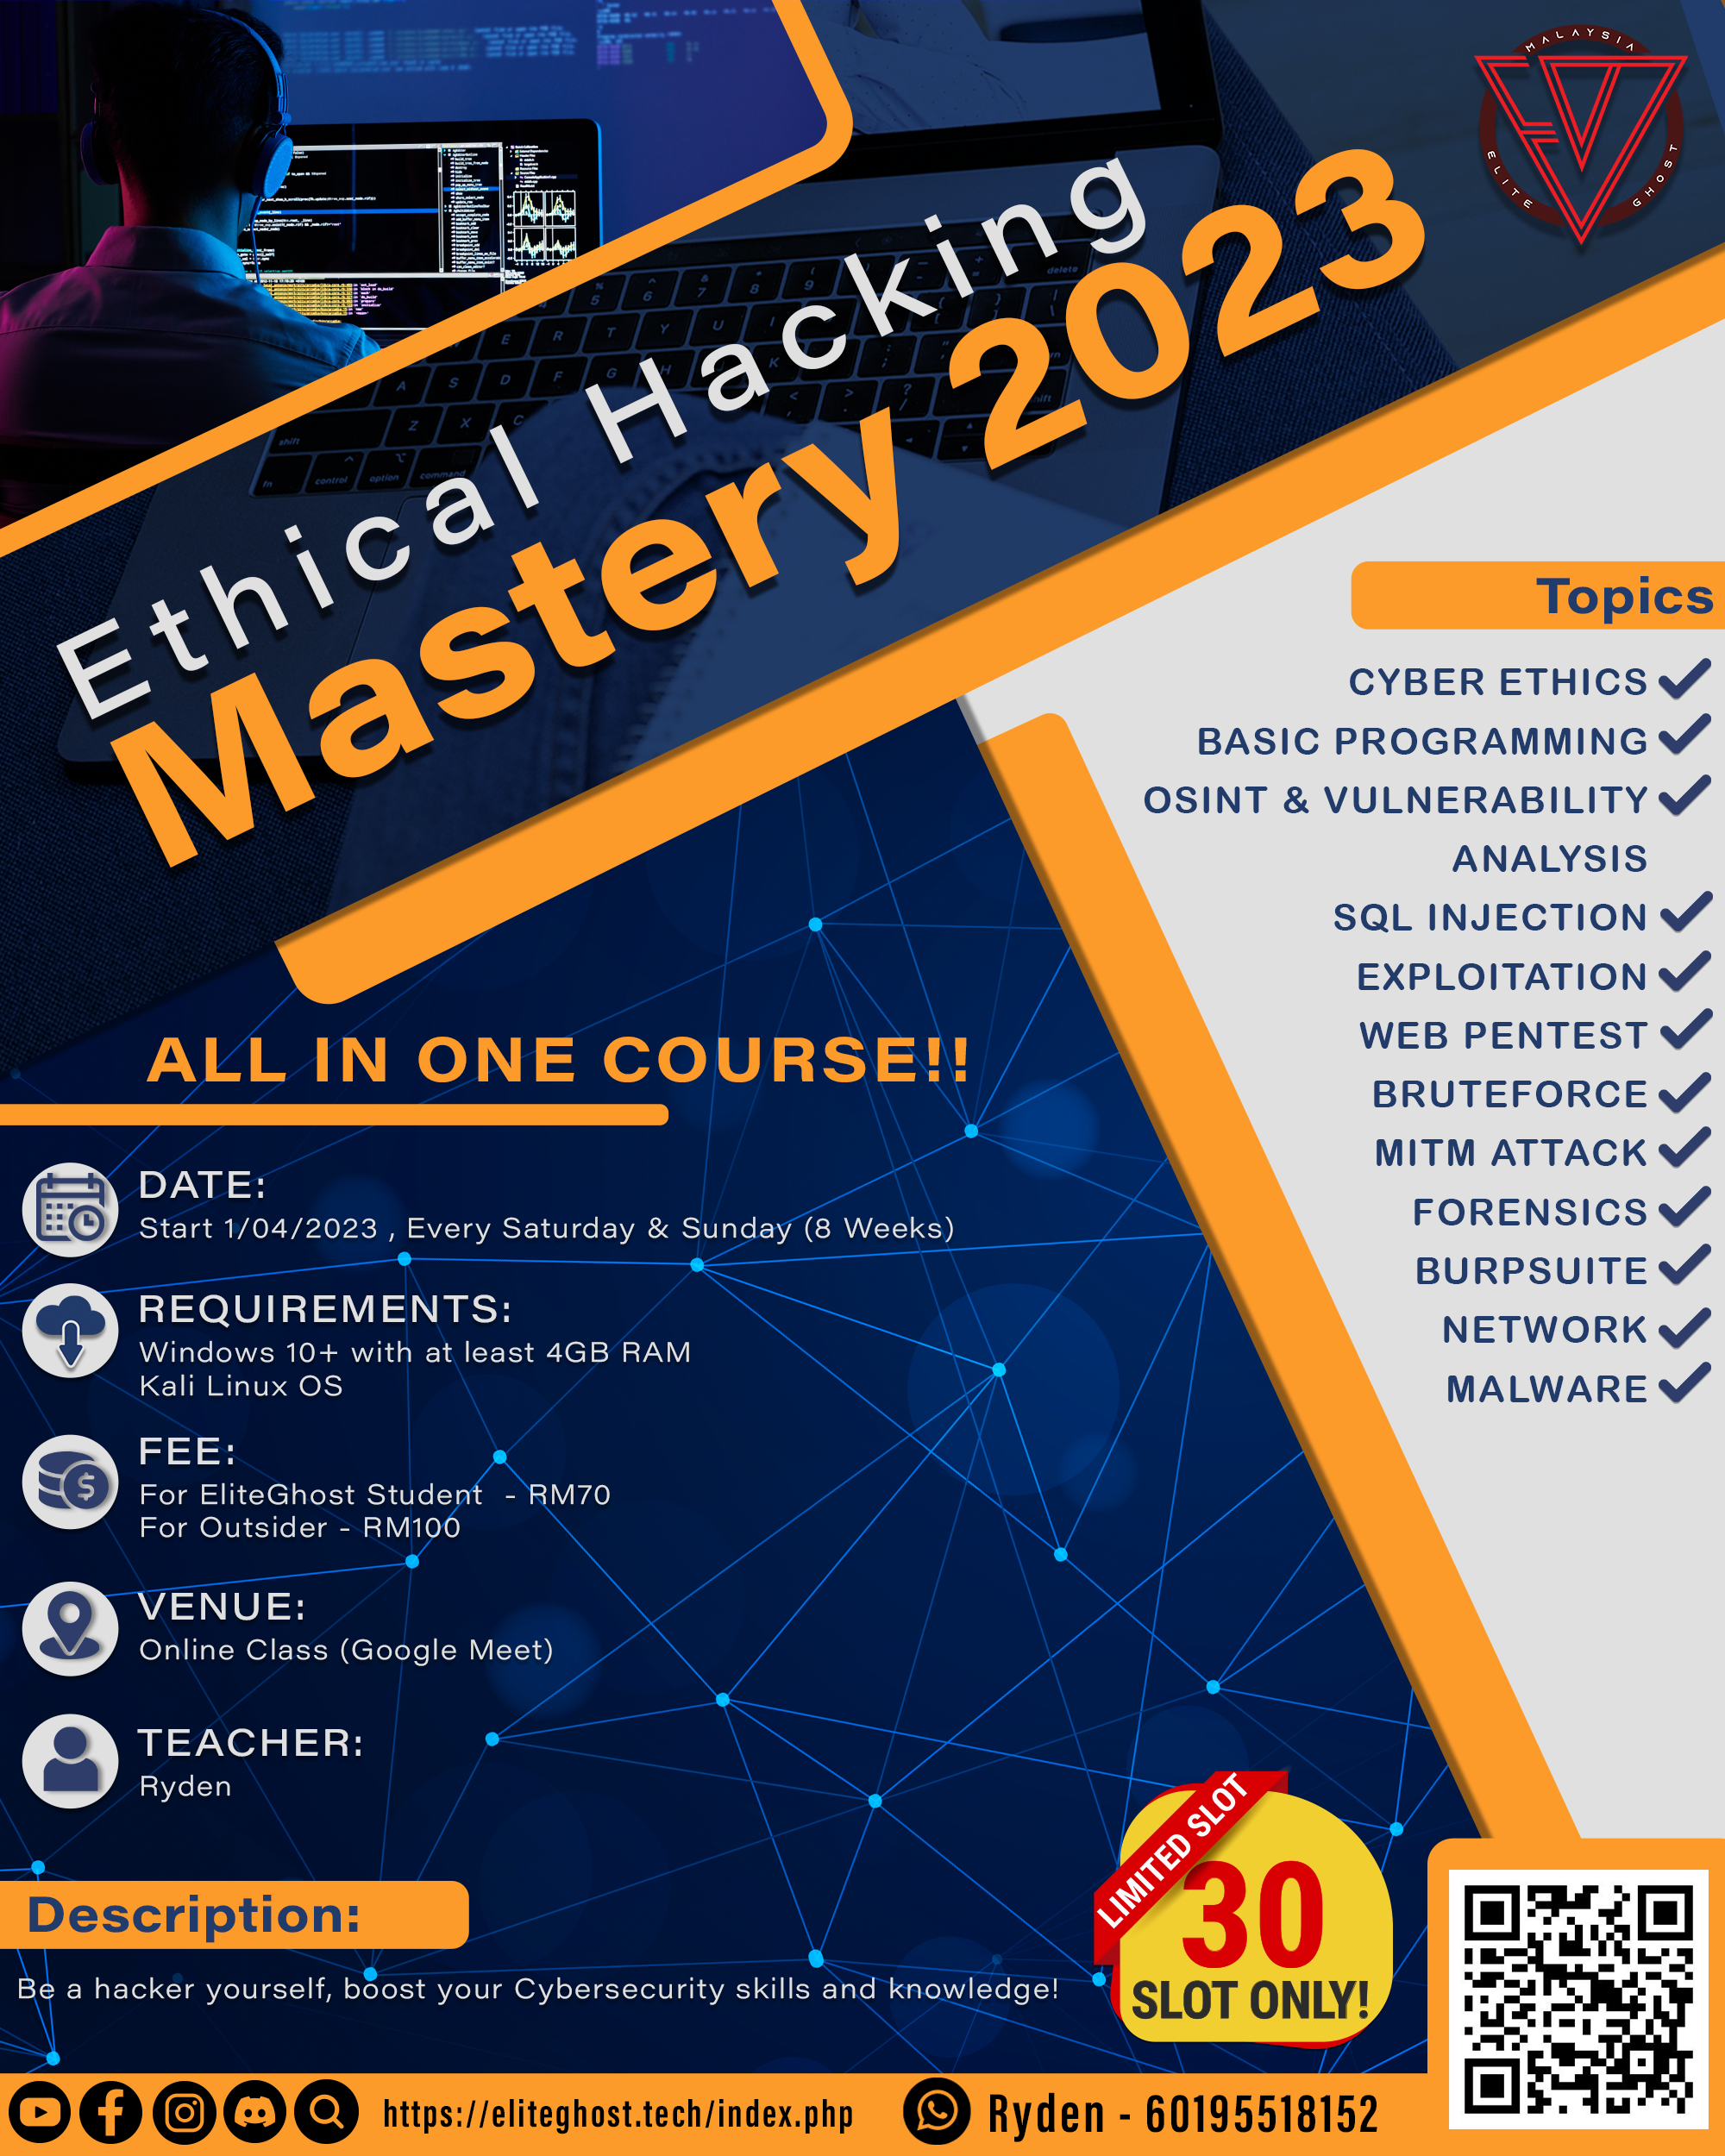 MALAYSIA
ELITE GHOST
Ethical Hacking
Mastery 2023
Topics
CYBER ETHICS
BASIC PROGRAMMING
OSINT & VULNERABILITY
ANALYSIS
SQL INJECTION
EXPLOITATION
WEB PENTEST
BRUTEFORCE
MITM ATTACK
FORENSICS
BURPSUITE
NETWORK
MALWARE
ALL IN ONE COURSE!!
DATE:
Start 1/04/2023 , Every Saturday & Sunday (8 Weeks)
REQUIREMENTS:
Windows 10+ with at least 4GB RAM
Kali Linux OS
FEE:
For EliteGhost Student - RM70
For Outsider - RM100
VENUE:
Online Class (Google Meet)
TEACHER:
Ryden
LIMITED SLOT
30
SLOT ONLY!
Description:
Be a hacker yourself, boost your Cybersecurity skills and knowledge!
https://eliteghost.tech/index.php
Ryden - 60195518152